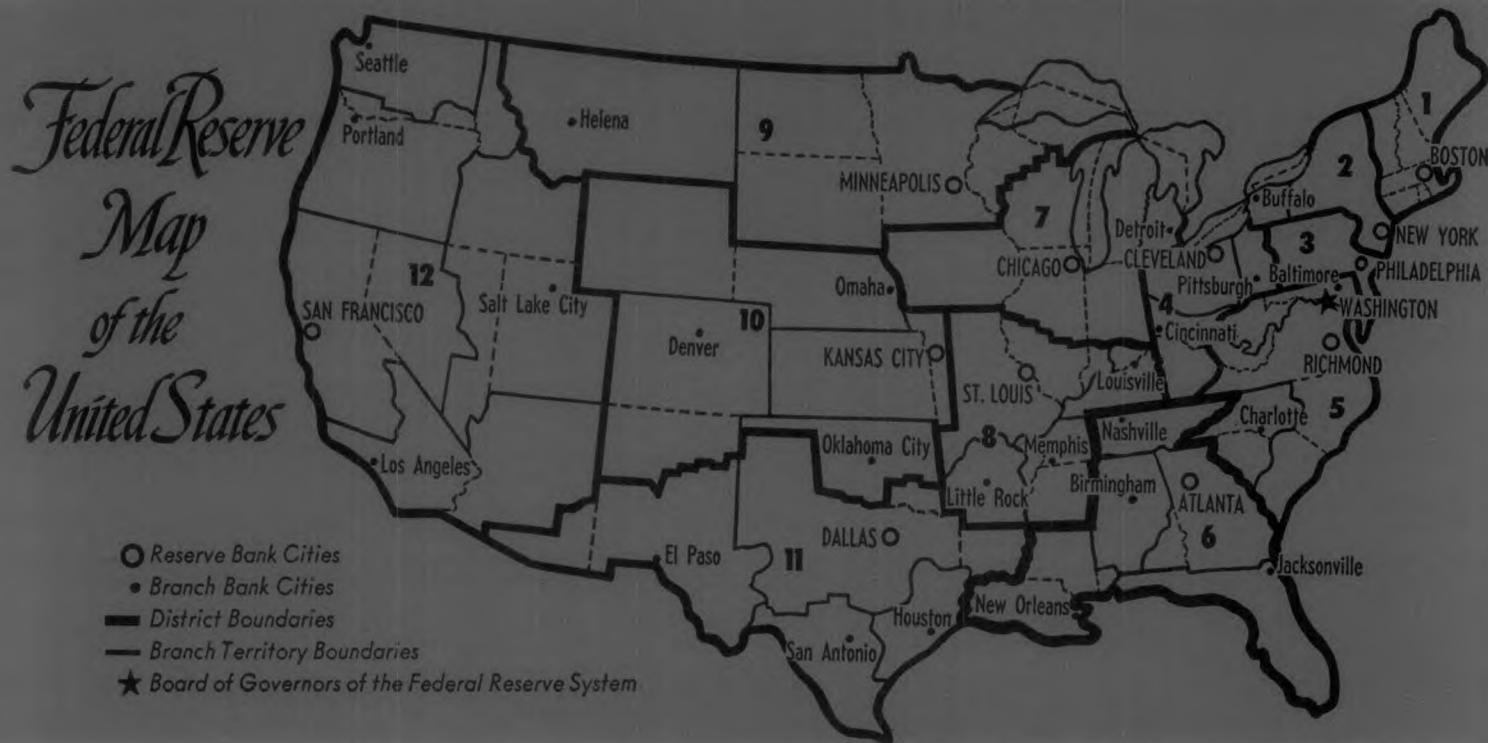 Federal Reserve
Map
of the
United States
Seattle
Portland
Helena
9
MINNEAPOLIS
1
BOSTON
2
Buffalo
7
Detroit
CHICAGO
CLEVELAND
3
NEW YORK
Pittsburgh
Baltimore
PHILADELPHIA
WASHINGTON
12
SAN FRANCISCO
Salt Lake City
Omaha
10
Denver
KANSAS CITY
4
Cincinnati
RICHMOND
ST. LOUIS
Louisville
5
Charlotte
Nashville
Los Angeles
Oklahoma City
8
Memphis
Little Rock
Birmingham
ATLANTA
6
DALLAS
11
El Paso
Jacksonville
Houston
New Orleans
San Antonio
Reserve Bank Cities
Branch Bank Cities
District Boundaries
Branch Territory Boundaries
Board of Governors of the Federal Reserve System